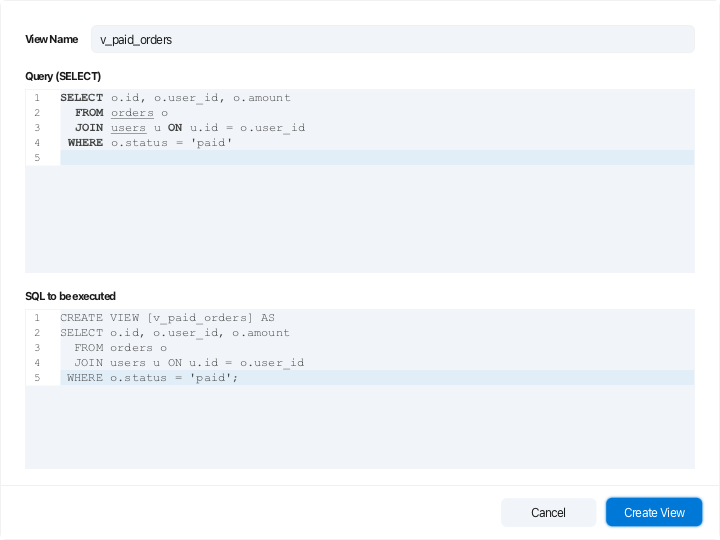 View Name
v_paid_orders
Query (SELECT)
1 SELECT o.id, o.user_id, o.amount
2 FROM orders o
3 JOIN users u ON u.id = o.user_id
4 WHERE o.status = 'paid'
5
SQL to be executed
1 CREATE VIEW [v_paid_orders] AS
2 SELECT o.id, o.user_id, o.amount
3 FROM orders o
4 JOIN users u ON u.id = o.user_id
5 WHERE o.status = 'paid';
Cancel
Create View